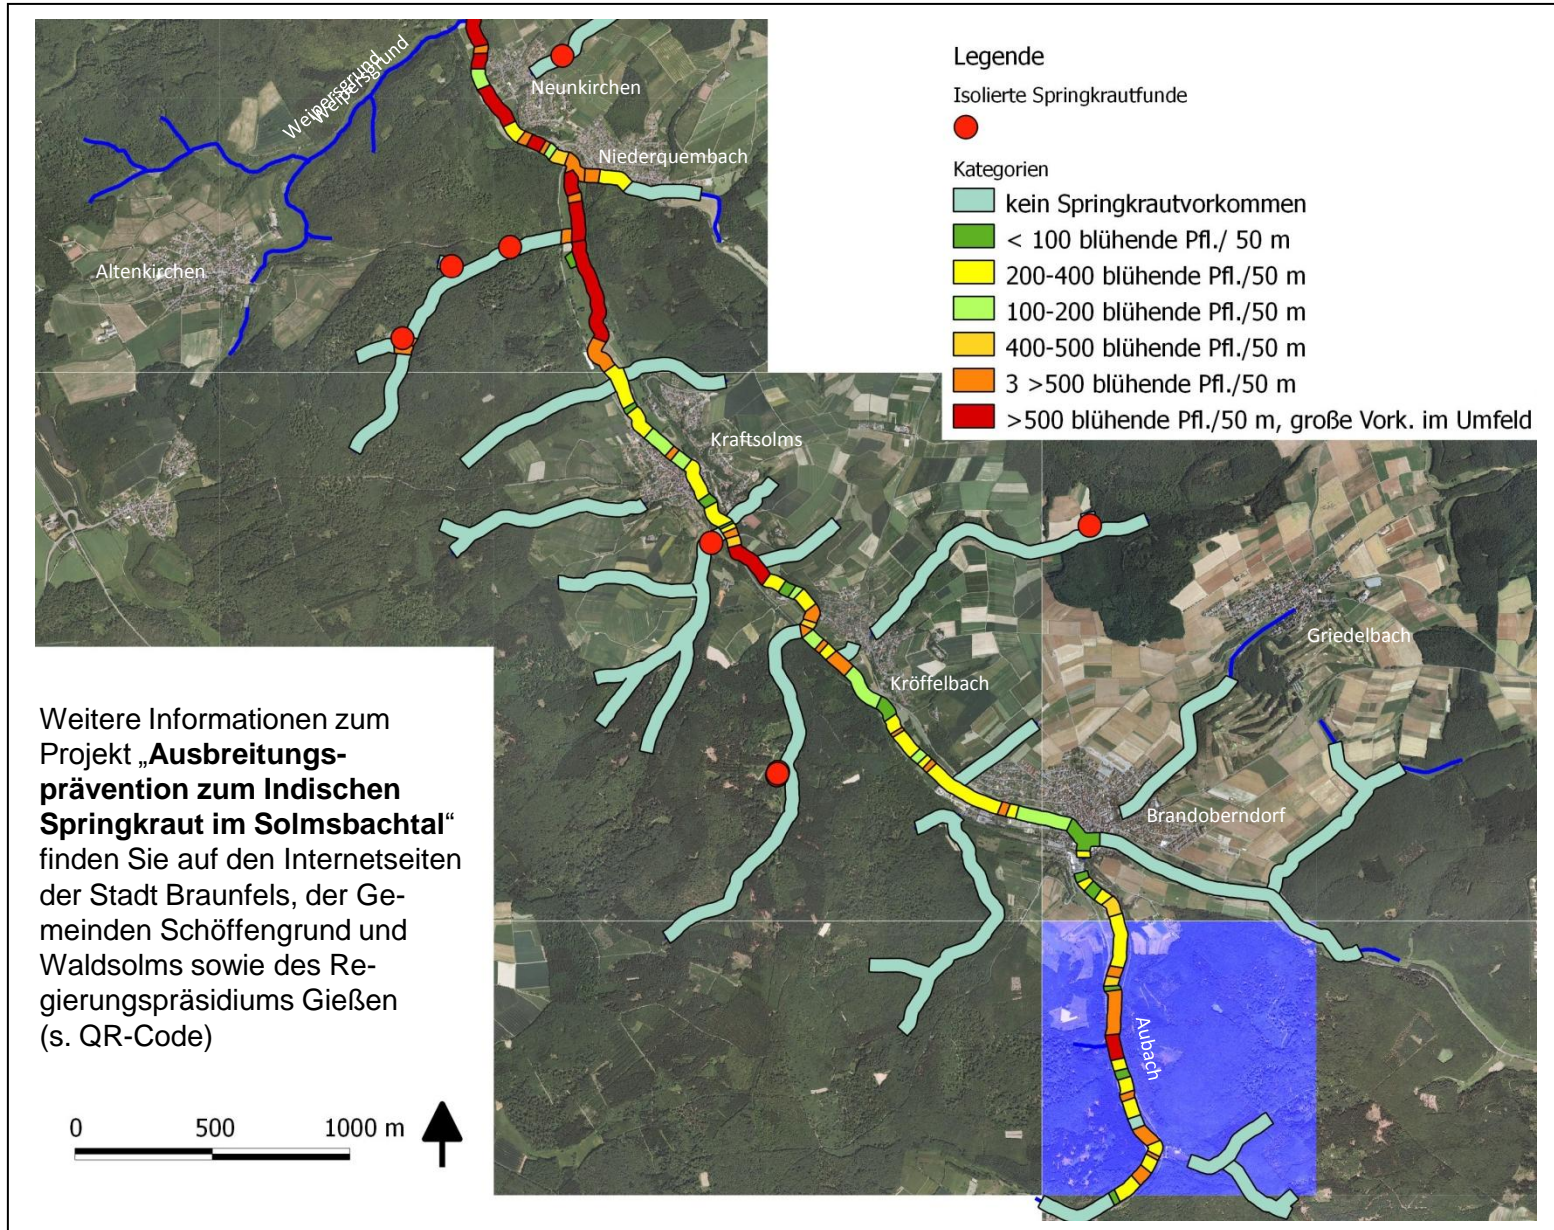 Weipersgrund
Weipersgrund
Neunkirchen
Niederquembach
Altenkirchen
Kraftsolms
Kröffelbach
Griedelbach
Brandoberndorf
Aubach
Legende
Isolierte Springkrautfunde
Kategorien
kein Springkrautvorkommen
< 100 blühende Pfl./ 50 m
200-400 blühende Pfl./50 m
100-200 blühende Pfl./50 m
400-500 blühende Pfl./50 m
3 >500 blühende Pfl./50 m
>500 blühende Pfl./50 m, große Vork. im Umfeld
Weitere Informationen zum
Projekt „Ausbreitungs-
prävention zum Indischen
Springkraut im Solmsbachtal“
finden Sie auf den Internetseiten
der Stadt Braunfels, der Ge-
meinden Schöffengrund und
Waldsolms sowie des Re-
gierungspräsidiums Gießen
(s. QR-Code)
0 500 1000 m